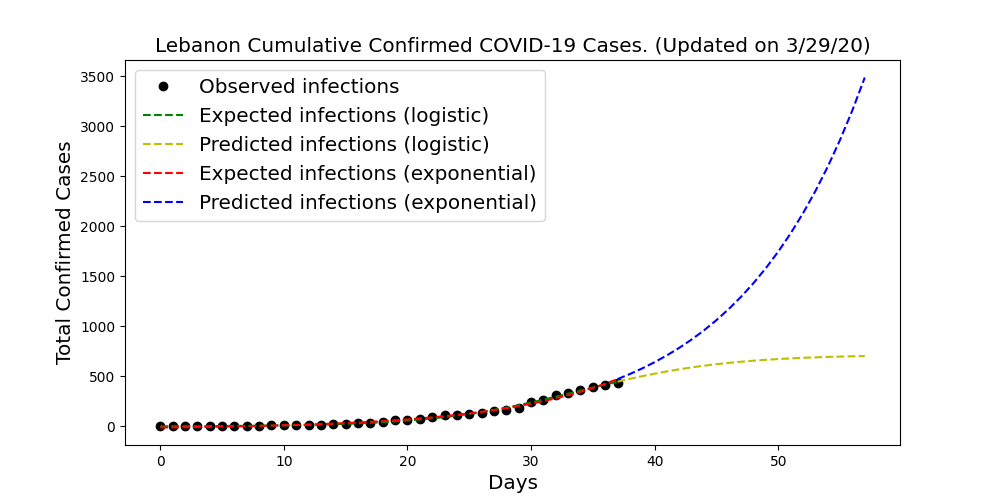 Lebanon Cumulative Confirmed COVID-19 Cases. (Updated on 3/29/20)
Observed infections
Expected infections (logistic)
Predicted infections (logistic)
Expected infections (exponential)
Predicted infections (exponential)
Total Confirmed Cases
3500
3000
2500
2000
1500
1000
500
0
0 10 20 30 40 50
Days